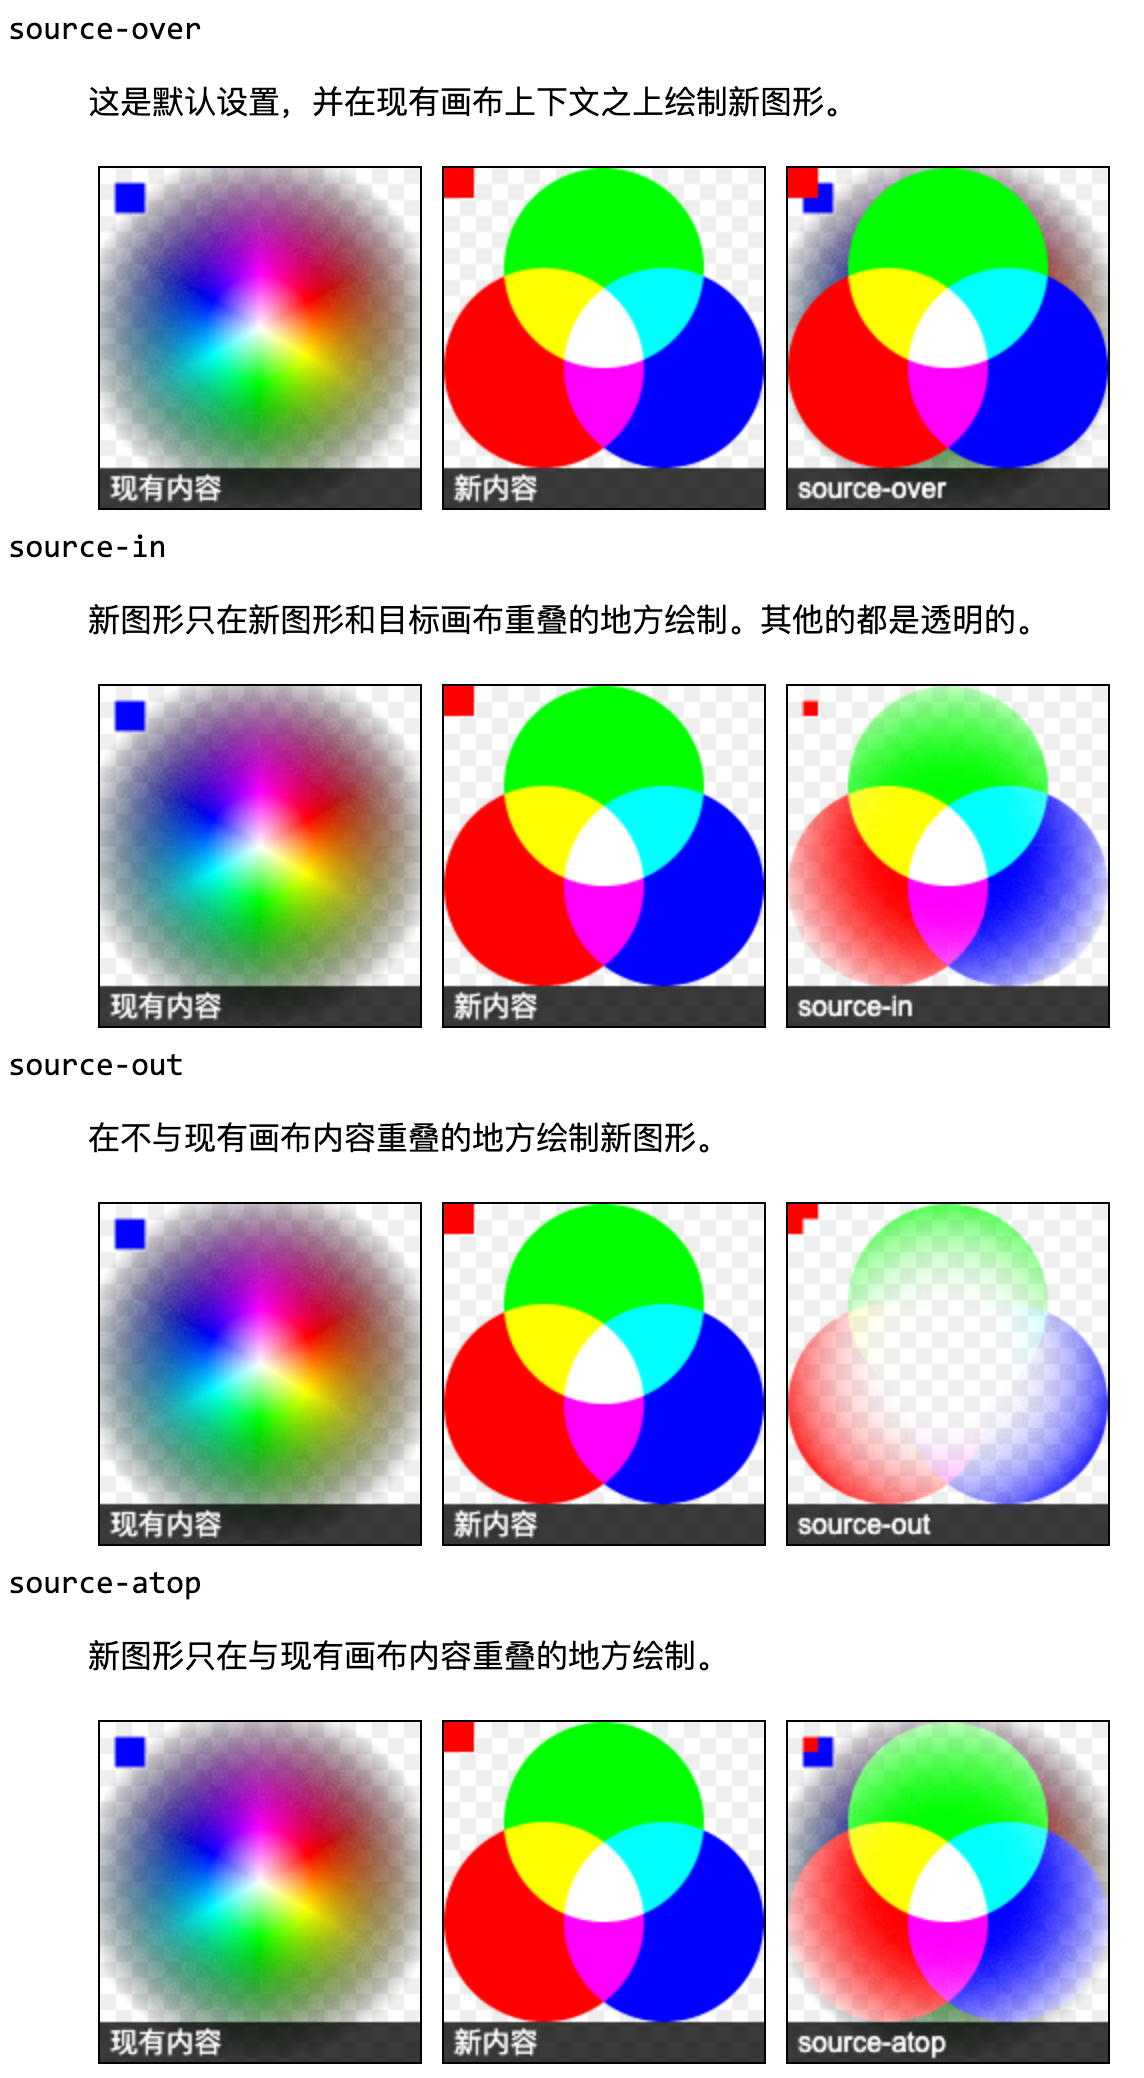 source-over
这是默认设置，并在现有画布上下文之上绘制新图形。
现有内容
新内容
source-over
source-in
新图形只在新图形和目标画布重叠的地方绘制。其他的都是透明的。
现有内容
新内容
source-in
source-out
在不与现有画布内容重叠的地方绘制新图形。
现有内容
新内容
source-out
source-atop
新图形只在与现有画布内容重叠的地方绘制。
现有内容
新内容
source-atop